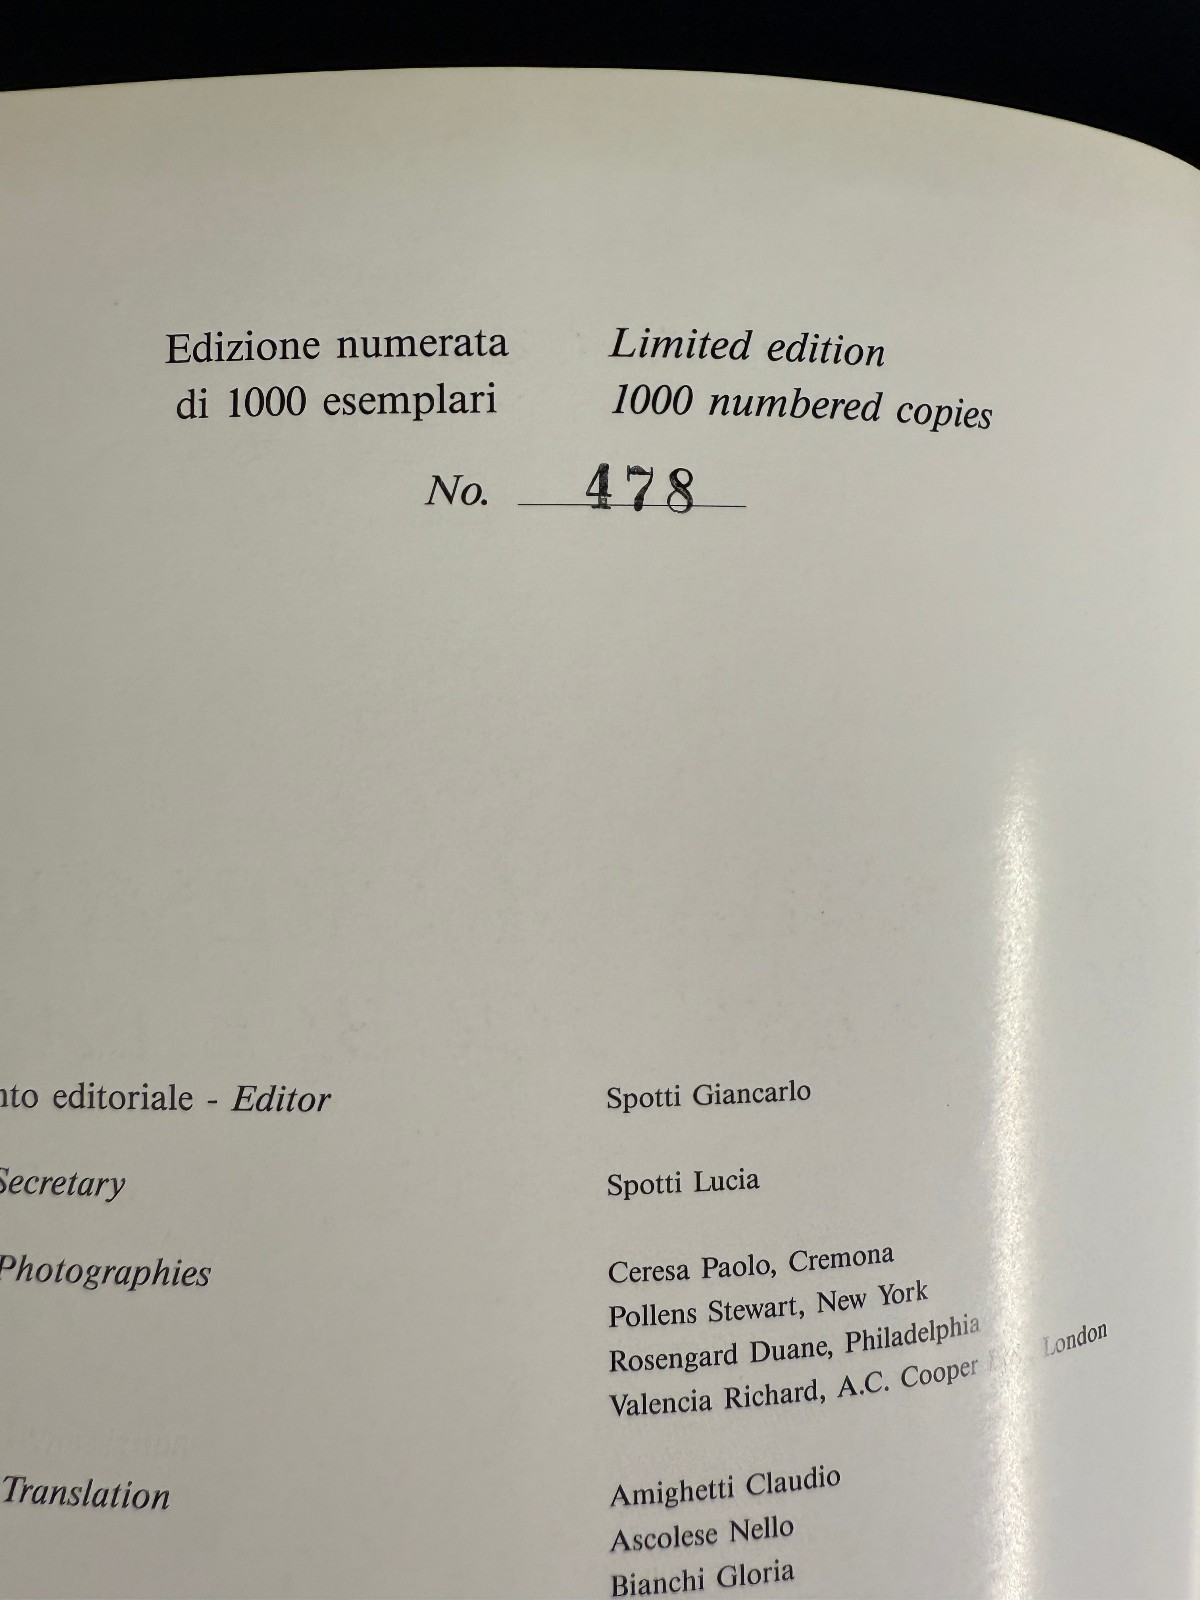 Edizione numerata
di 1000 esemplari
Limited edition
1000 numbered copies
No. 478
nto editoriale - Editor
Spotti Giancarlo
Secretary
Spotti Lucia
Photographies
Ceresa Paolo, Cremona
Pollens Stewart, New York
Rosengard Duane, Philadelphia
Valencia Richard, A.C. Cooper London
Translation
Amighetti Claudio
Ascolese Nello
Bianchi Gloria